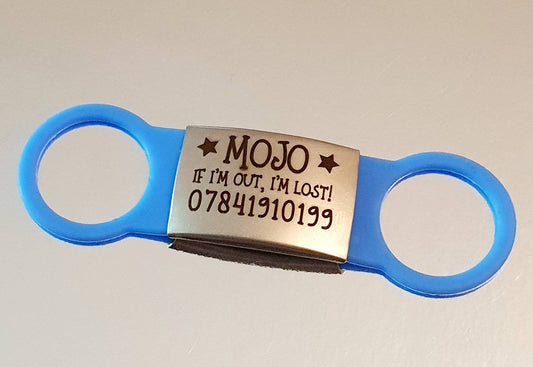 ★ MOJO ★
IF I'M OUT, I'M LOST!
07841910199